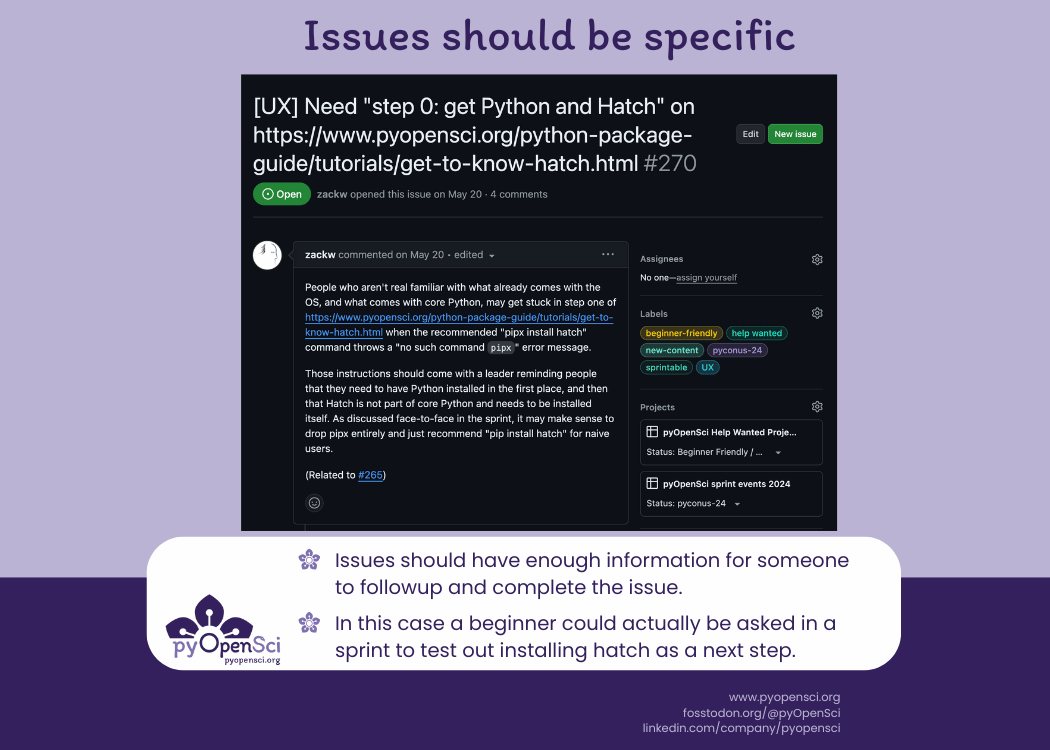 Issues should be specific
[UX] Need "step 0: get Python and Hatch" on
https://www.pyopensci.org/python-package-
guide/tutorials/get-to-know-hatch.html #270
Edit
New issue
Open
zackw opened this issue on May 20 · 4 comments
zackw commented on May 20 • edited
People who aren't real familiar with what already comes with the
OS, and what comes with core Python, may get stuck in step one of
https://www.pyopensci.org/python-package-guide/tutorials/get-to-
know-hatch.html when the recommended "pipx install hatch"
command throws a "no such command pipx" error message.
Those instructions should come with a leader reminding people
that they need to have Python installed in the first place, and then
that Hatch is not part of core Python and needs to be installed
itself. As discussed face-to-face in the sprint, it may make sense to
drop pipx entirely and just recommend "pip install hatch" for naive
users.
(Related to #265)
Assignees
No one—assign yourself
Labels
beginner-friendly
help wanted
new-content
pyconus-24
sprintable
UX
Projects
pyOpenSci Help Wanted Proje...
Status: Beginner Friendly / ...
pyOpenSci sprint events 2024
Status: pyconus-24
Issues should have enough information for someone
to followup and complete the issue.
In this case a beginner could actually be asked in a
sprint to test out installing hatch as a next step.
pyOpenSci
pyopensci.org
www.pyopensci.org
fosstodon.org/@pyOpenSci
linkedin.com/company/pyopensci